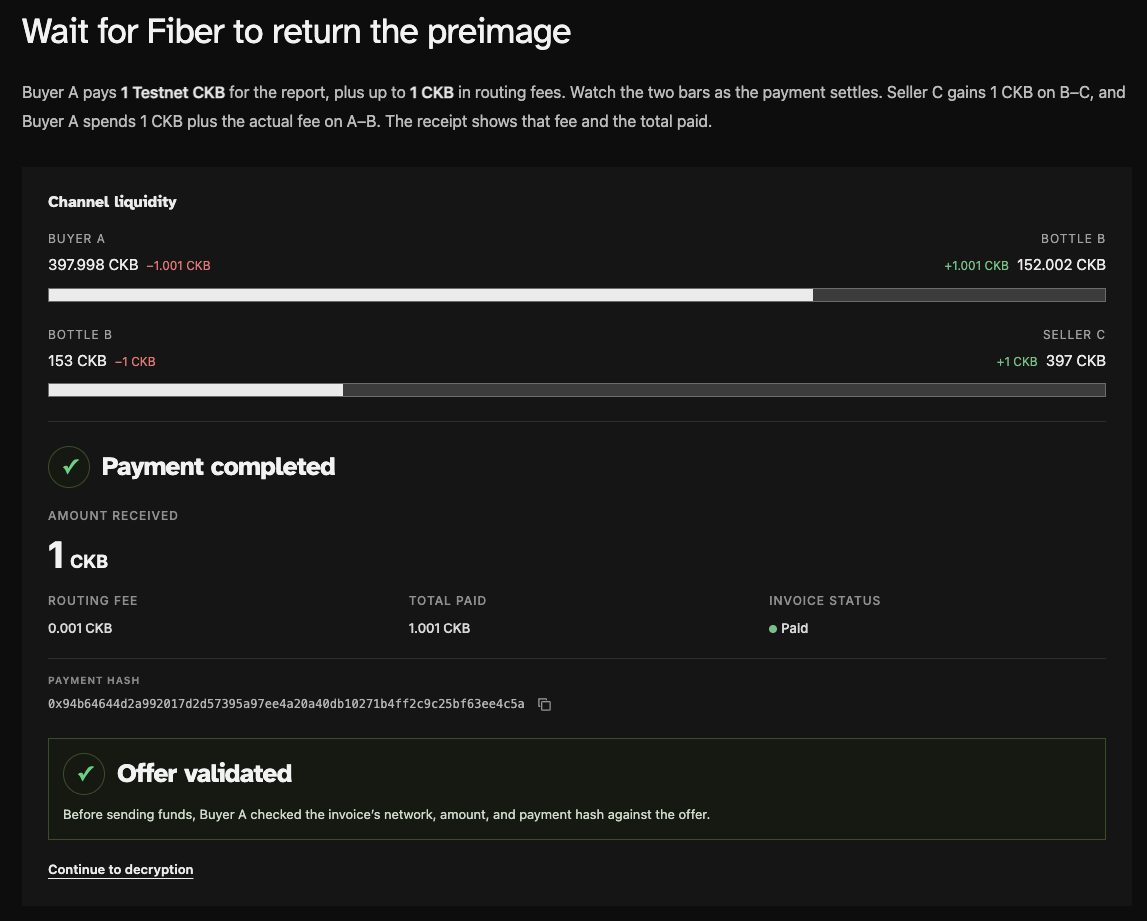 Wait for Fiber to return the preimage
Buyer A pays 1 Testnet CKB for the report, plus up to 1 CKB in routing fees. Watch the two bars as the payment settles. Seller C gains 1 CKB on B–C, and
Buyer A spends 1 CKB plus the actual fee on A–B. The receipt shows that fee and the total paid.
Channel liquidity
BUYER A BOTTLE B
397.998 CKB −1.001 CKB +1.001 CKB 152.002 CKB
BOTTLE B SELLER C
153 CKB −1 CKB +1 CKB 397 CKB
Payment completed
AMOUNT RECEIVED
1 CKB
ROUTING FEE TOTAL PAID INVOICE STATUS
0.001 CKB 1.001 CKB Paid
PAYMENT HASH
0x94b64644d2a992017d2d57395a97ee4a20a40db10271b4ff2c9c25bf63ee4c5a
Offer validated
Before sending funds, Buyer A checked the invoice’s network, amount, and payment hash against the offer.
Continue to decryption